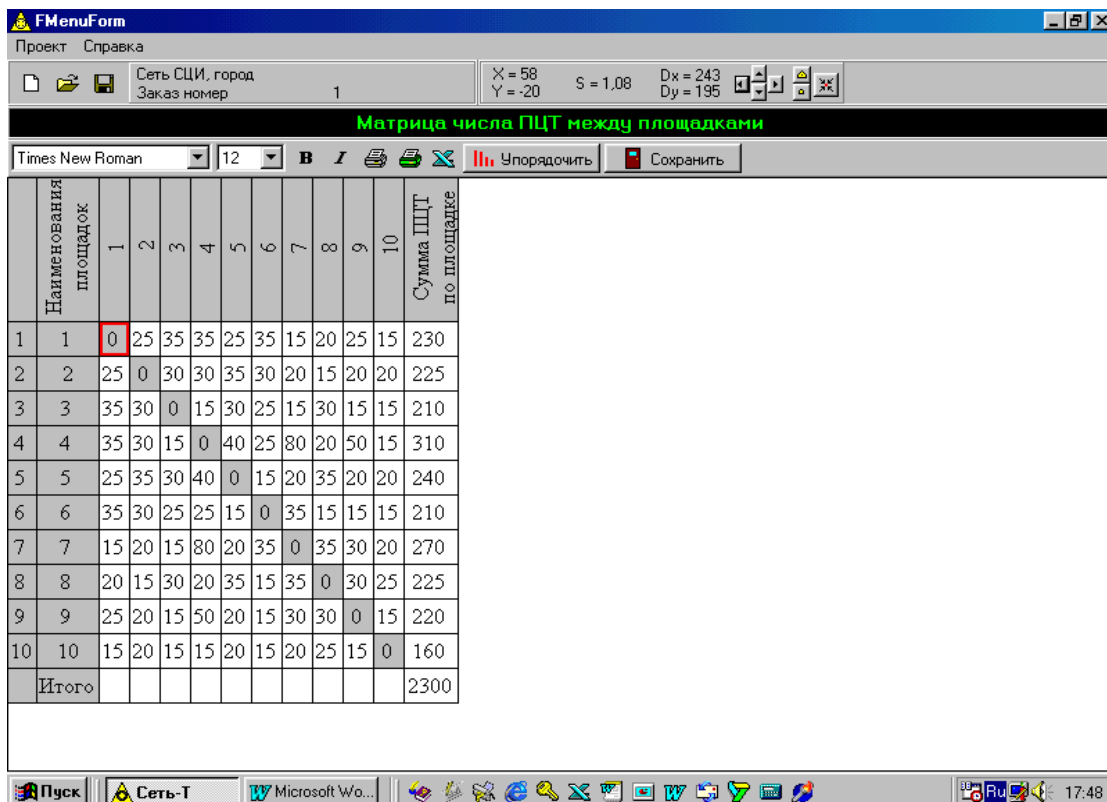 FMenuForm
Проект Справка
Сеть СЦИ, город
Заказ номер 1
X = 58
Y = -20
S = 1,08
Dx = 243
Dy = 195
Матрица числа ПЦТ между площадками
Times New Roman 12 B I Упорядочить Сохранить
Наименования площадок 1 2 3 4 5 6 7 8 9 10 Сумма ПЦТ по площадке
1 1 0 25 35 35 25 35 15 20 25 15 230
2 2 25 0 30 30 35 30 20 15 20 20 225
3 3 35 30 0 15 30 25 15 30 15 15 210
4 4 35 30 15 0 40 25 80 20 50 15 310
5 5 25 35 30 40 0 15 20 35 20 20 240
6 6 35 30 25 25 15 0 35 15 15 15 210
7 7 15 20 15 80 20 35 0 35 30 20 270
8 8 20 15 30 20 35 15 35 0 30 25 225
9 9 25 20 15 50 20 15 30 30 0 15 220
10 10 15 20 15 15 20 15 20 25 15 0 160
Итого 2300
Пуск Сеть-Т Microsoft Wo... Ru 17:48